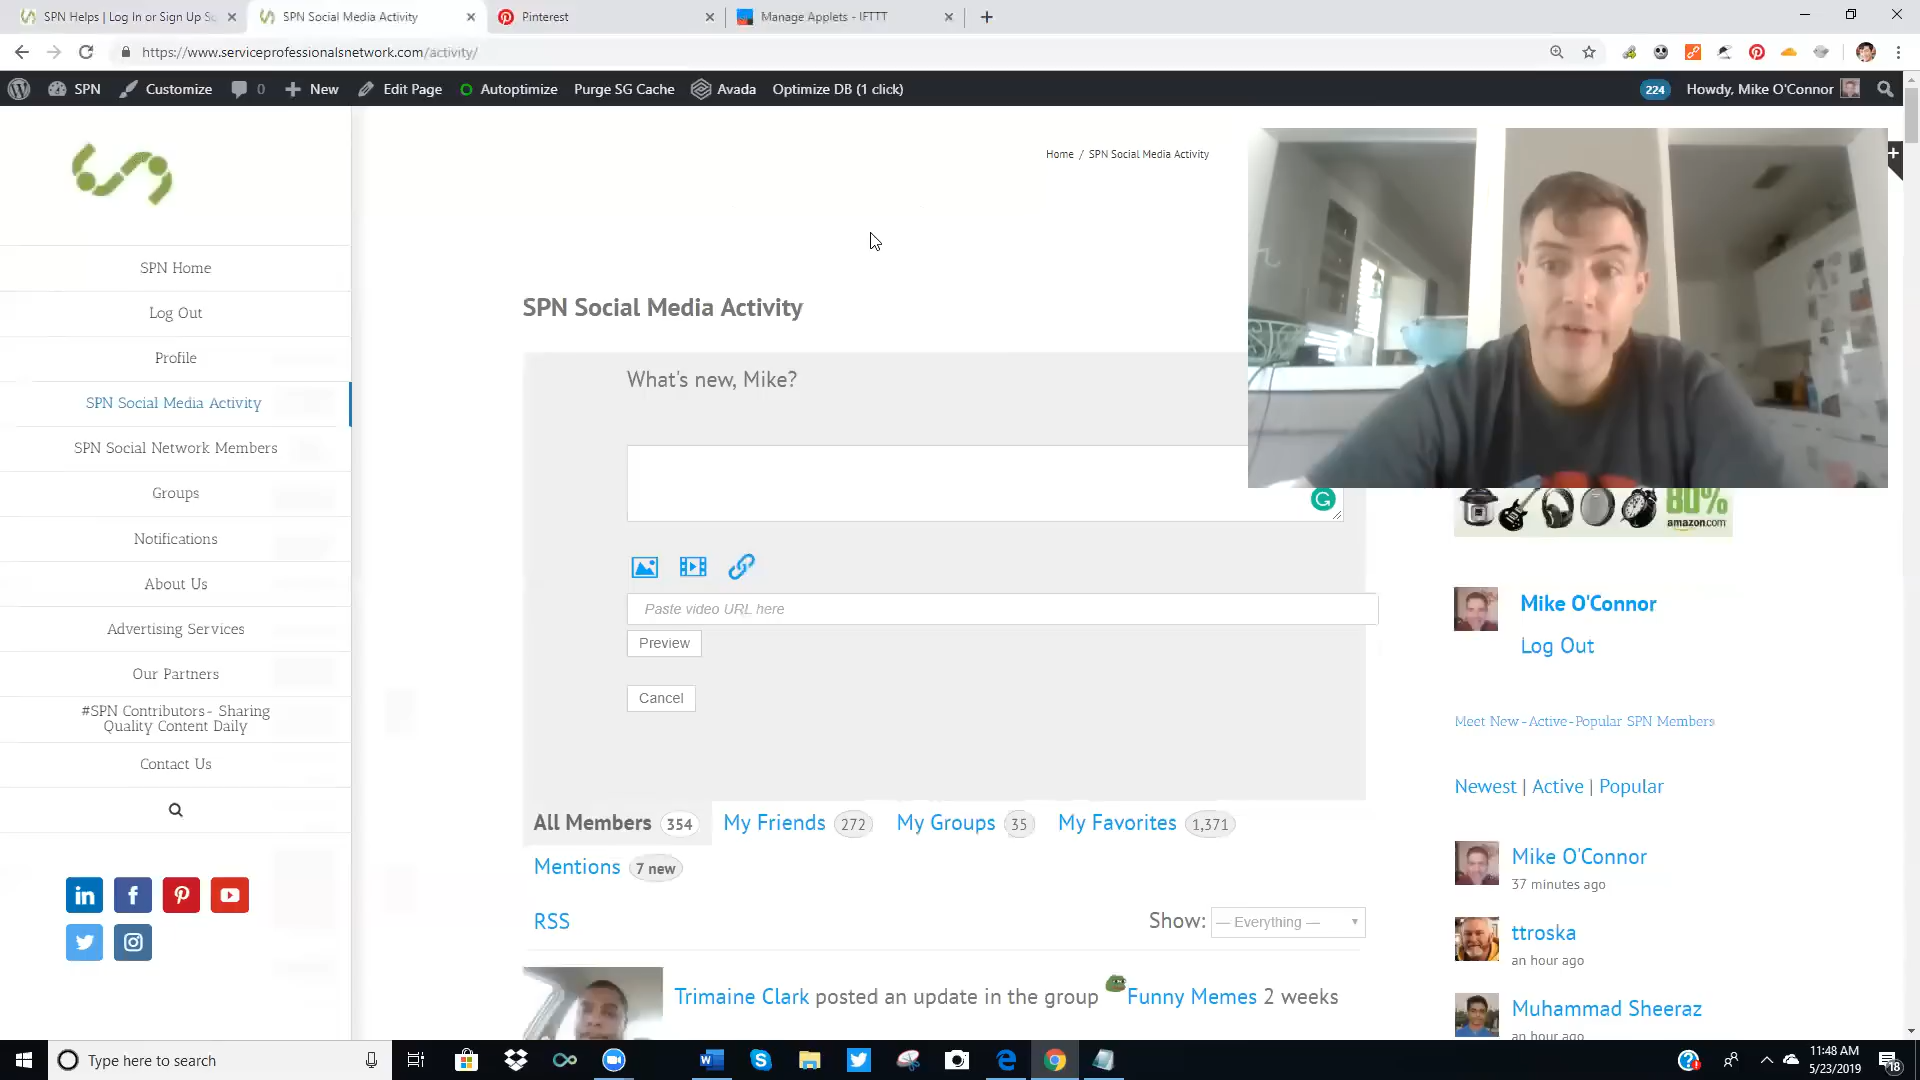 SPN Helps | Log In or Sign Up S
SPN Social Media Activity
Pinterest
Manage Applets - IFTTT
https://www.serviceprofessionalsnetwork.com/activity/
SPN
Customize
0
New
Edit Page
Autoptimize
Purge SG Cache
Avada
Optimize DB (1 click)
224
Howdy, Mike O'Connor
Home / SPN Social Media Activity
SPN Home
Log Out
Profile
SPN Social Media Activity
SPN Social Network Members
Groups
Notifications
About Us
Advertising Services
Our Partners
#SPN Contributors- Sharing
Quality Content Daily
Contact Us
SPN Social Media Activity
What's new, Mike?
Paste video URL here
Preview
Cancel
All Members 354
My Friends 272
My Groups 35
My Favorites 1,371
Mentions 7 new
RSS
Show: — Everything —
Trimaine Clark posted an update in the group Funny Memes 2 weeks
80%
amazon.com
Mike O'Connor
Log Out
Meet New-Active-Popular SPN Members
Newest | Active | Popular
Mike O'Connor
37 minutes ago
ttroska
an hour ago
Muhammad Sheeraz
an hour ago
Type here to search
11:48 AM
5/23/2019
18